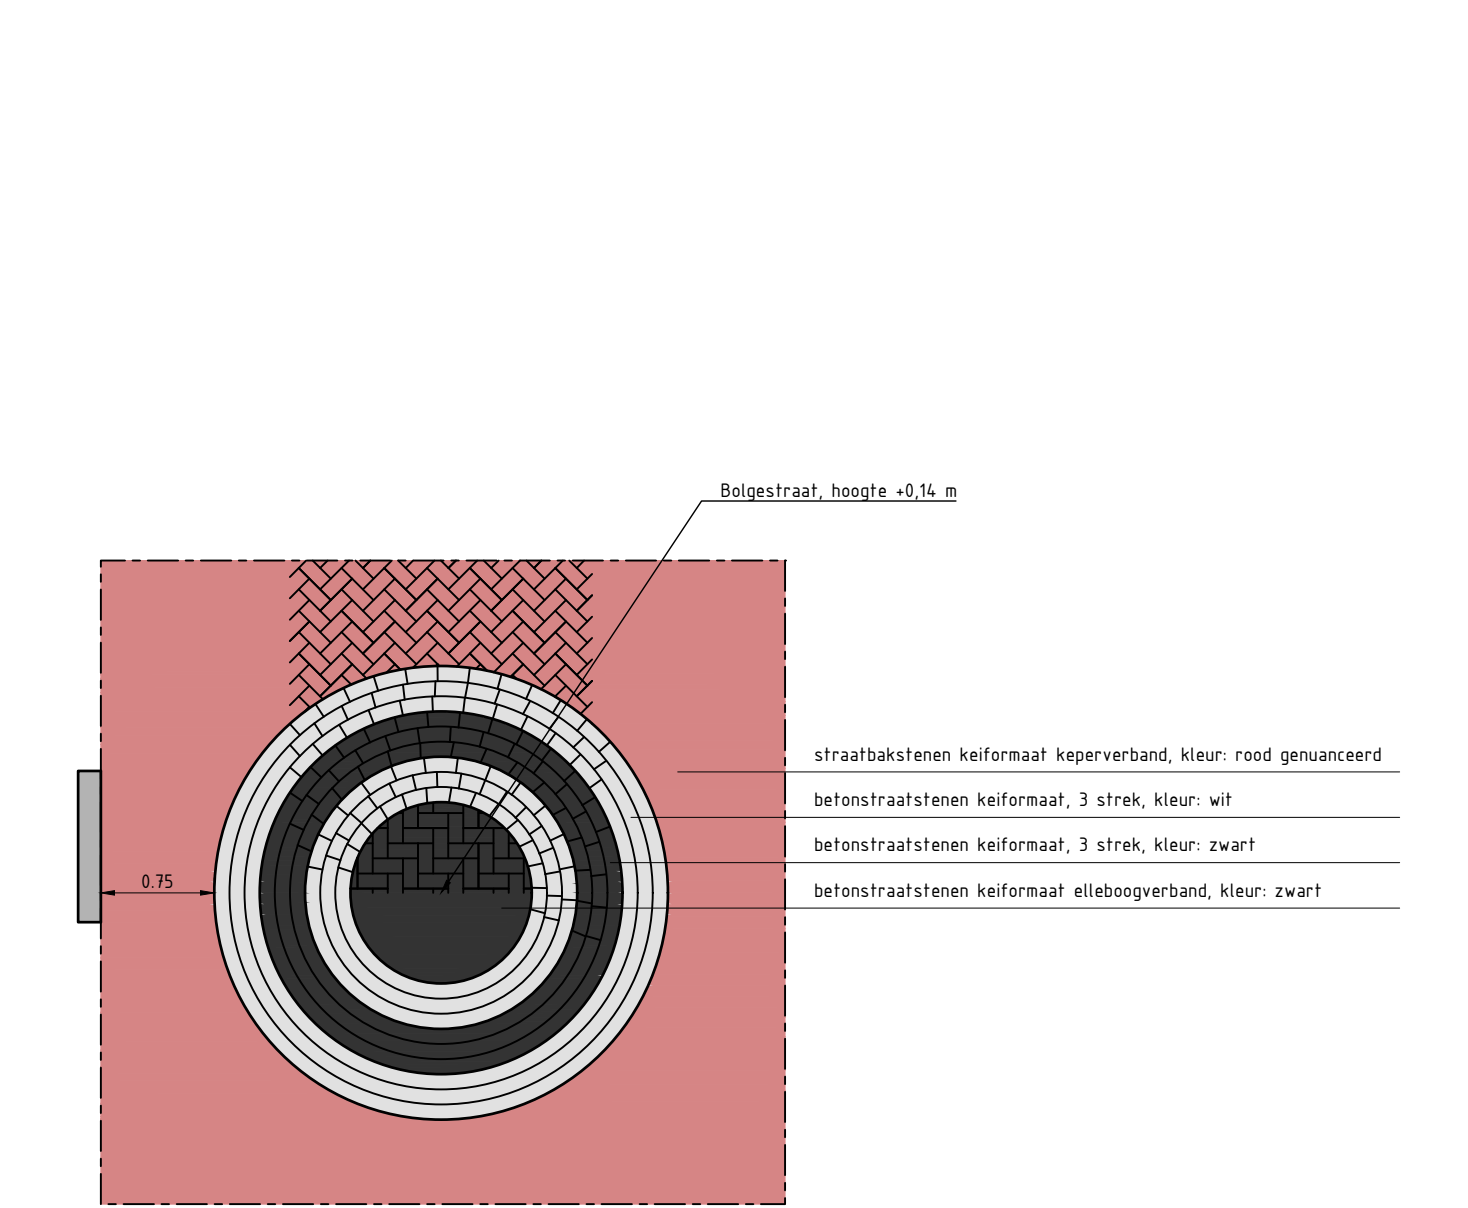 Bolgestraat, hoogte +0,14 m
straatbakstenen keiformaat keperverband, kleur: rood genuanceerd
betonstraatstenen keiformaat, 3 strek, kleur: wit
betonstraatstenen keiformaat, 3 strek, kleur: zwart
0.75
betonstraatstenen keiformaat elleboogverband, kleur: zwart